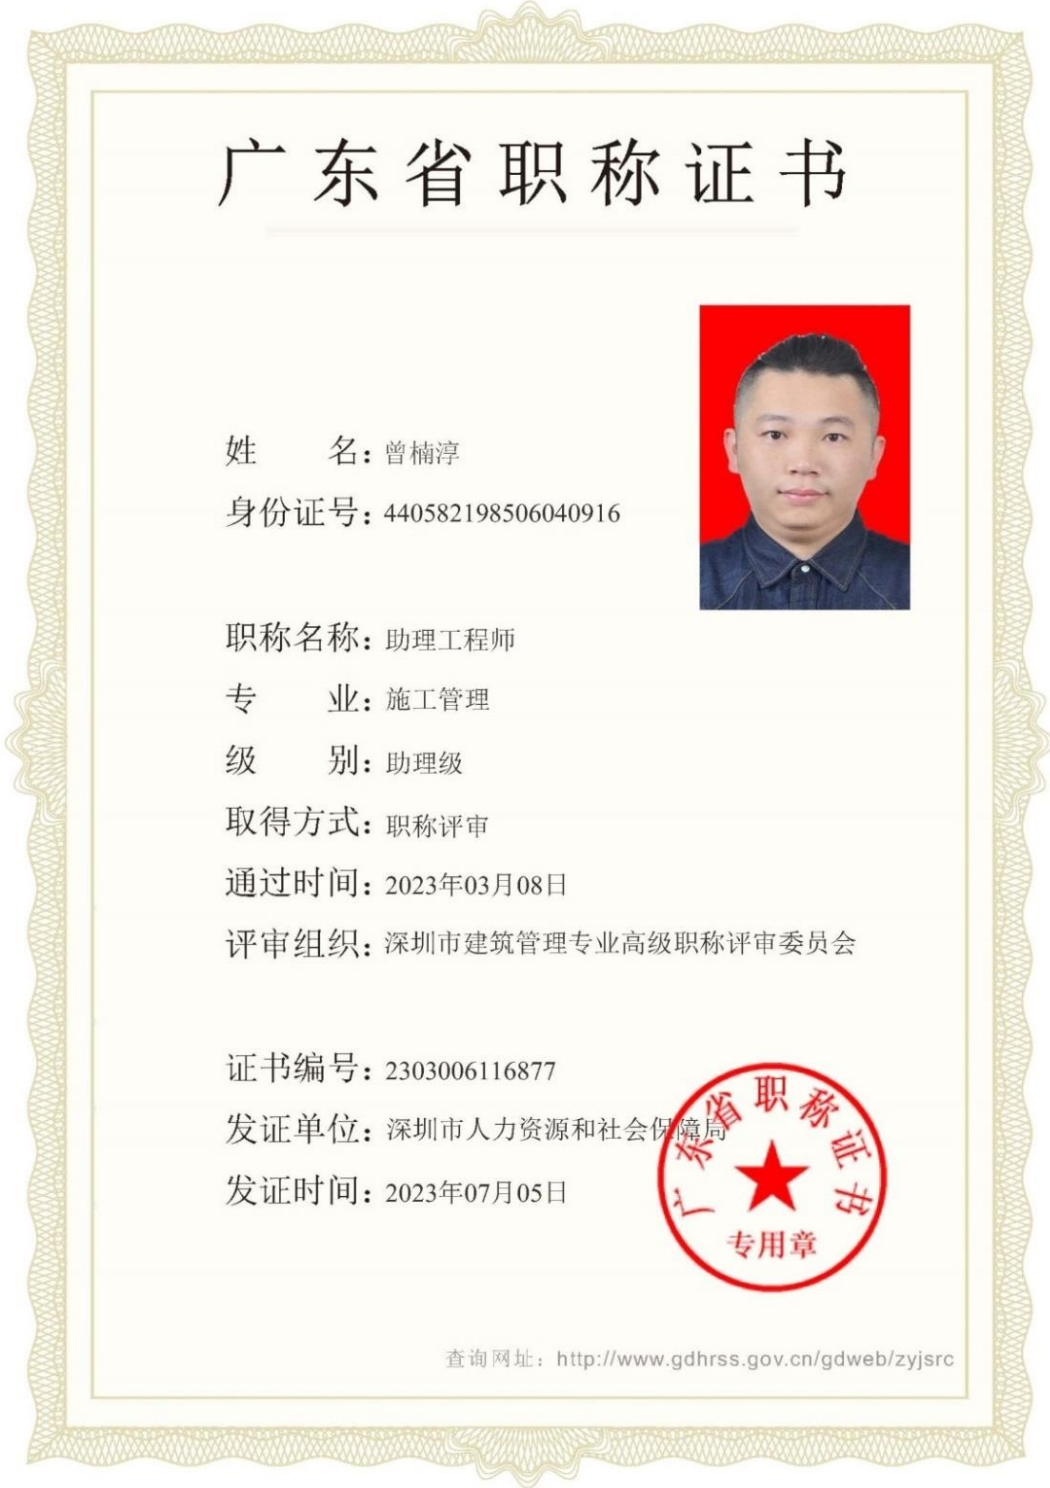 广东省职称证书
姓名：曾楠淳
身份证号：440582198506040916
职称名称：助理工程师
专业：施工管理
级别：助理级
取得方式：职称评审
通过时间：2023年03月08日
评审组织：深圳市建筑管理专业高级职称评审委员会
证书编号：2303006116877
发证单位：深圳市人力资源和社会保障局
发证时间：2023年07月05日
广东省职称证书
专用章
查询网址：http://www.gdhrss.gov.cn/gdweb/zyjsrc